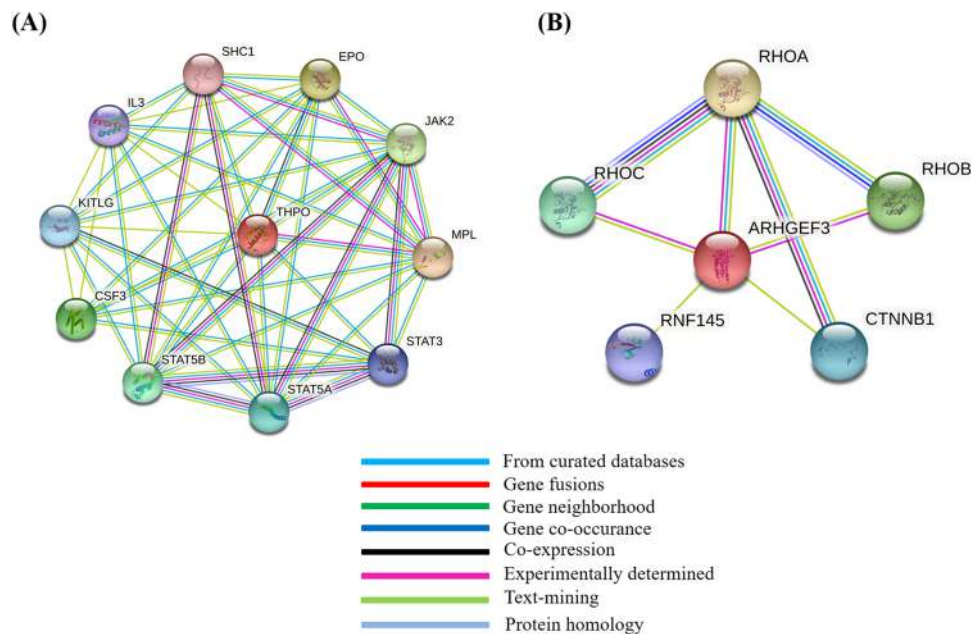 (A)
(B)
SHC1
EPO
IL3
JAK2
KITLG
THPO
MPL
CSF3
STAT3
STAT5B
STAT5A
RHOA
RHOC
RHOB
ARHGEF3
RNF145
CTNNB1
From curated databases
Gene fusions
Gene neighborhood
Gene co-occurance
Co-expression
Experimentally determined
Text-mining
Protein homology